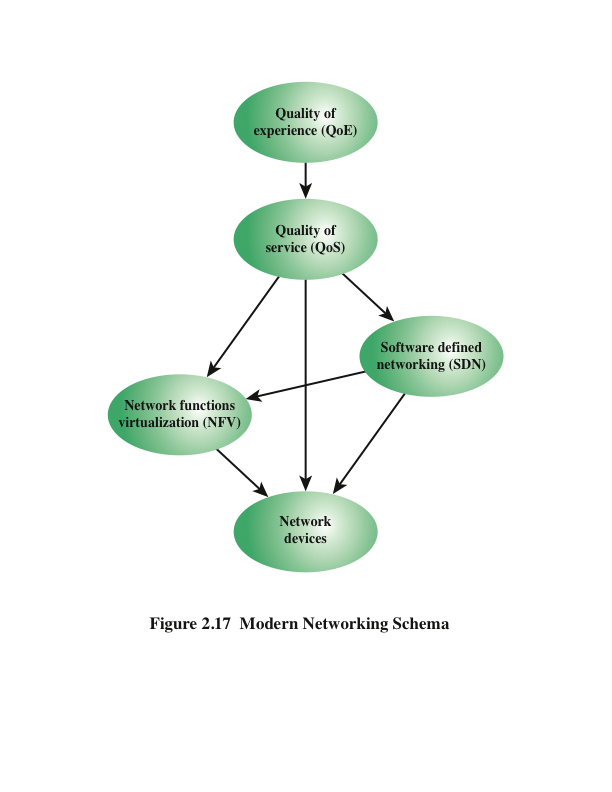 Quality of
experience (QoE)
Quality of
service (QoS)
Software defined
networking (SDN)
Network functions
virtualization (NFV)
Network
devices
Figure 2.17  Modern Networking Schema